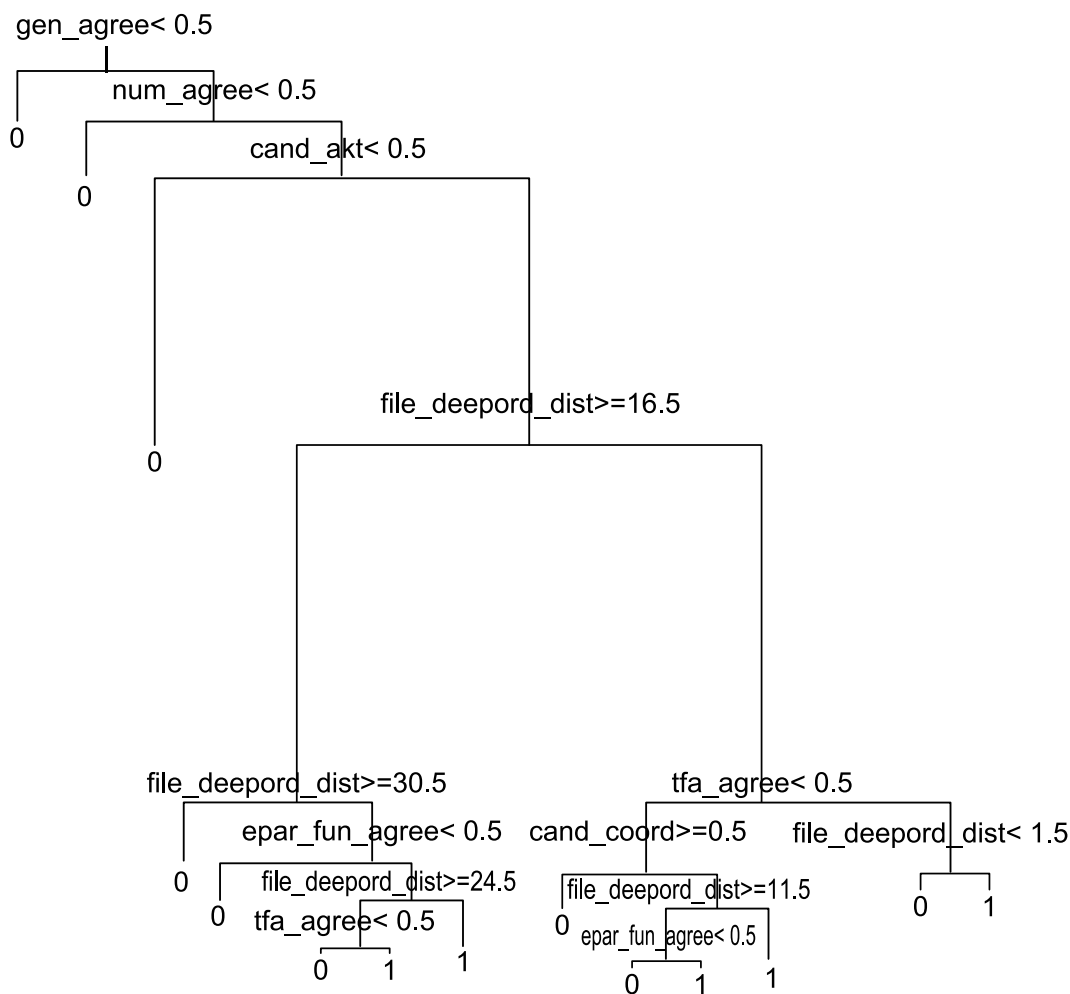 gen_agree< 0.5
num_agree< 0.5
0
cand_akt< 0.5
0
file_deepord_dist>=16.5
0
file_deepord_dist>=30.5
tfa_agree< 0.5
epar_fun_agree< 0.5
cand_coord>=0.5
file_deepord_dist< 1.5
0
file_deepord_dist>=24.5
file_deepord_dist>=11.5
0
0
0
1
tfa_agree< 0.5
epar_fun_agree< 0.5
0
1
1
0
1
1